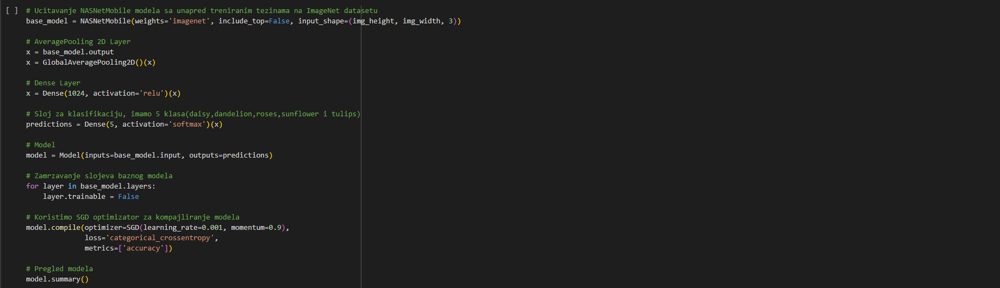 [ ] # Ucitavanje NASNetMobile modela sa unapred treniranim tezinama na ImageNet datasetu
base_model = NASNetMobile(weights='imagenet', include_top=False, input_shape=(img_height, img_width, 3))
# AveragePooling 2D Layer
x = base_model.output
x = GlobalAveragePooling2D()(x)
# Dense Layer
x = Dense(1024, activation='relu')(x)
# Sloj za klasifikaciju, imamo 5 klasa(daisy,dandelion,roses,sunflower i tulips)
predictions = Dense(5, activation='softmax')(x)
# Model
model = Model(inputs=base_model.input, outputs=predictions)
# Zamrzavanje slojeva baznog modela
for layer in base_model.layers:
    layer.trainable = False
# Koristimo SGD optimizator za kompajliranje modela
model.compile(optimizer=SGD(learning_rate=0.001, momentum=0.9),
              loss='categorical_crossentropy',
              metrics=['accuracy'])
# Pregled modela
model.summary()